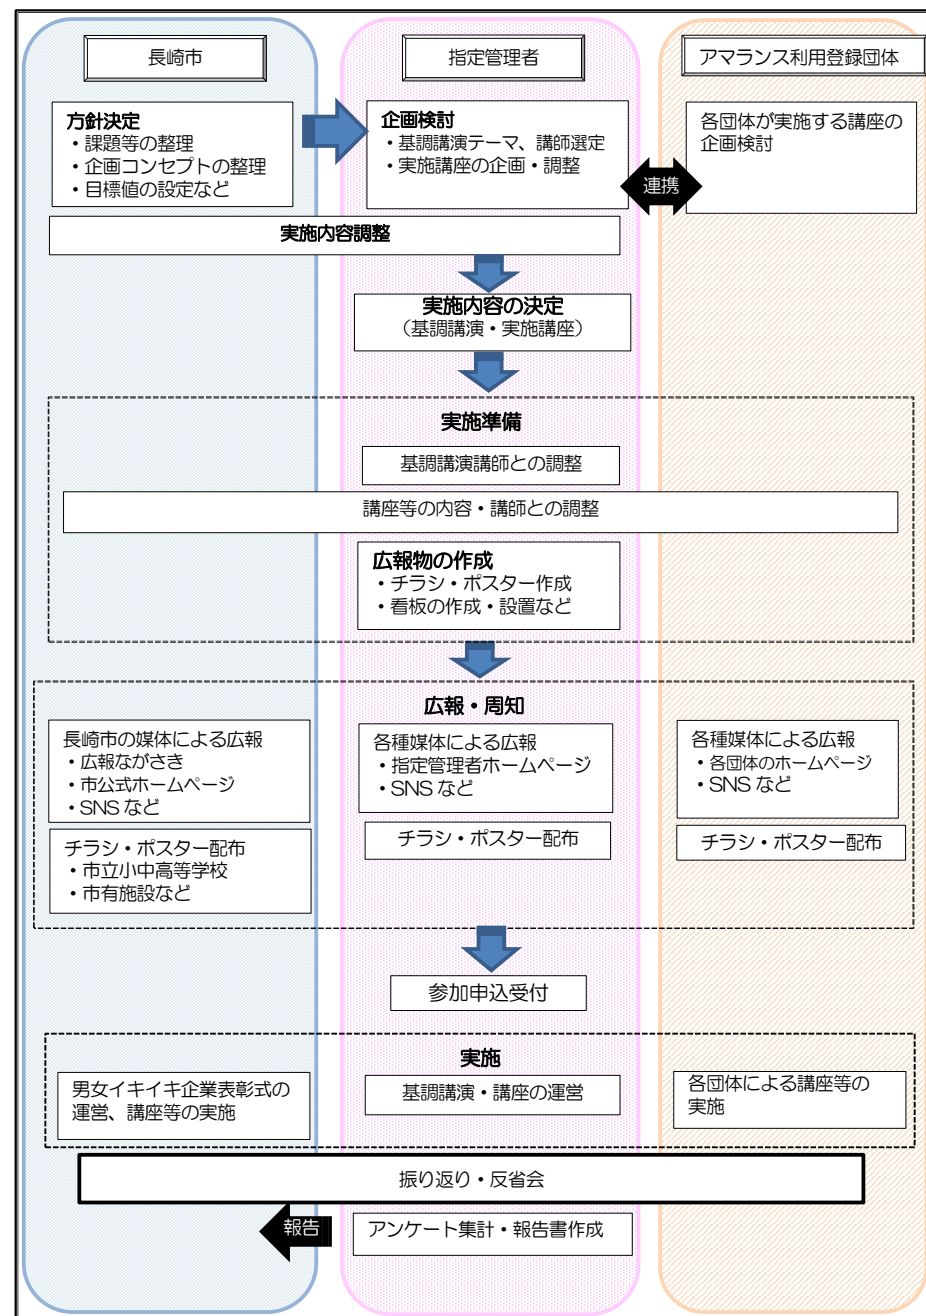 長崎市
指定管理者
アマランス利用登録団体
方針決定
・課題等の整理
・企画コンセプトの整理
・目標値の設定など
企画検討
・基調講演テーマ、講師選定
・実施講座の企画・調整
連携
各団体が実施する講座の
企画検討
実施内容調整
実施内容の決定
（基調講演・実施講座）
実施準備
基調講演講師との調整
講座等の内容・講師との調整
広報物の作成
・チラシ・ポスター作成
・看板の作成・設置など
広報・周知
長崎市の媒体による広報
・広報ながさき
・市公式ホームページ
・SNS など
各種媒体による広報
・指定管理者ホームページ
・SNS など
各種媒体による広報
・各団体のホームページ
・SNS など
チラシ・ポスター配布
・市立小中高等学校
・市有施設など
チラシ・ポスター配布
チラシ・ポスター配布
参加申込受付
実施
男女イキイキ企業表彰式の
運営、講座等の実施
基調講演・講座の運営
各団体による講座等の
実施
振り返り・反省会
報告
アンケート集計・報告書作成